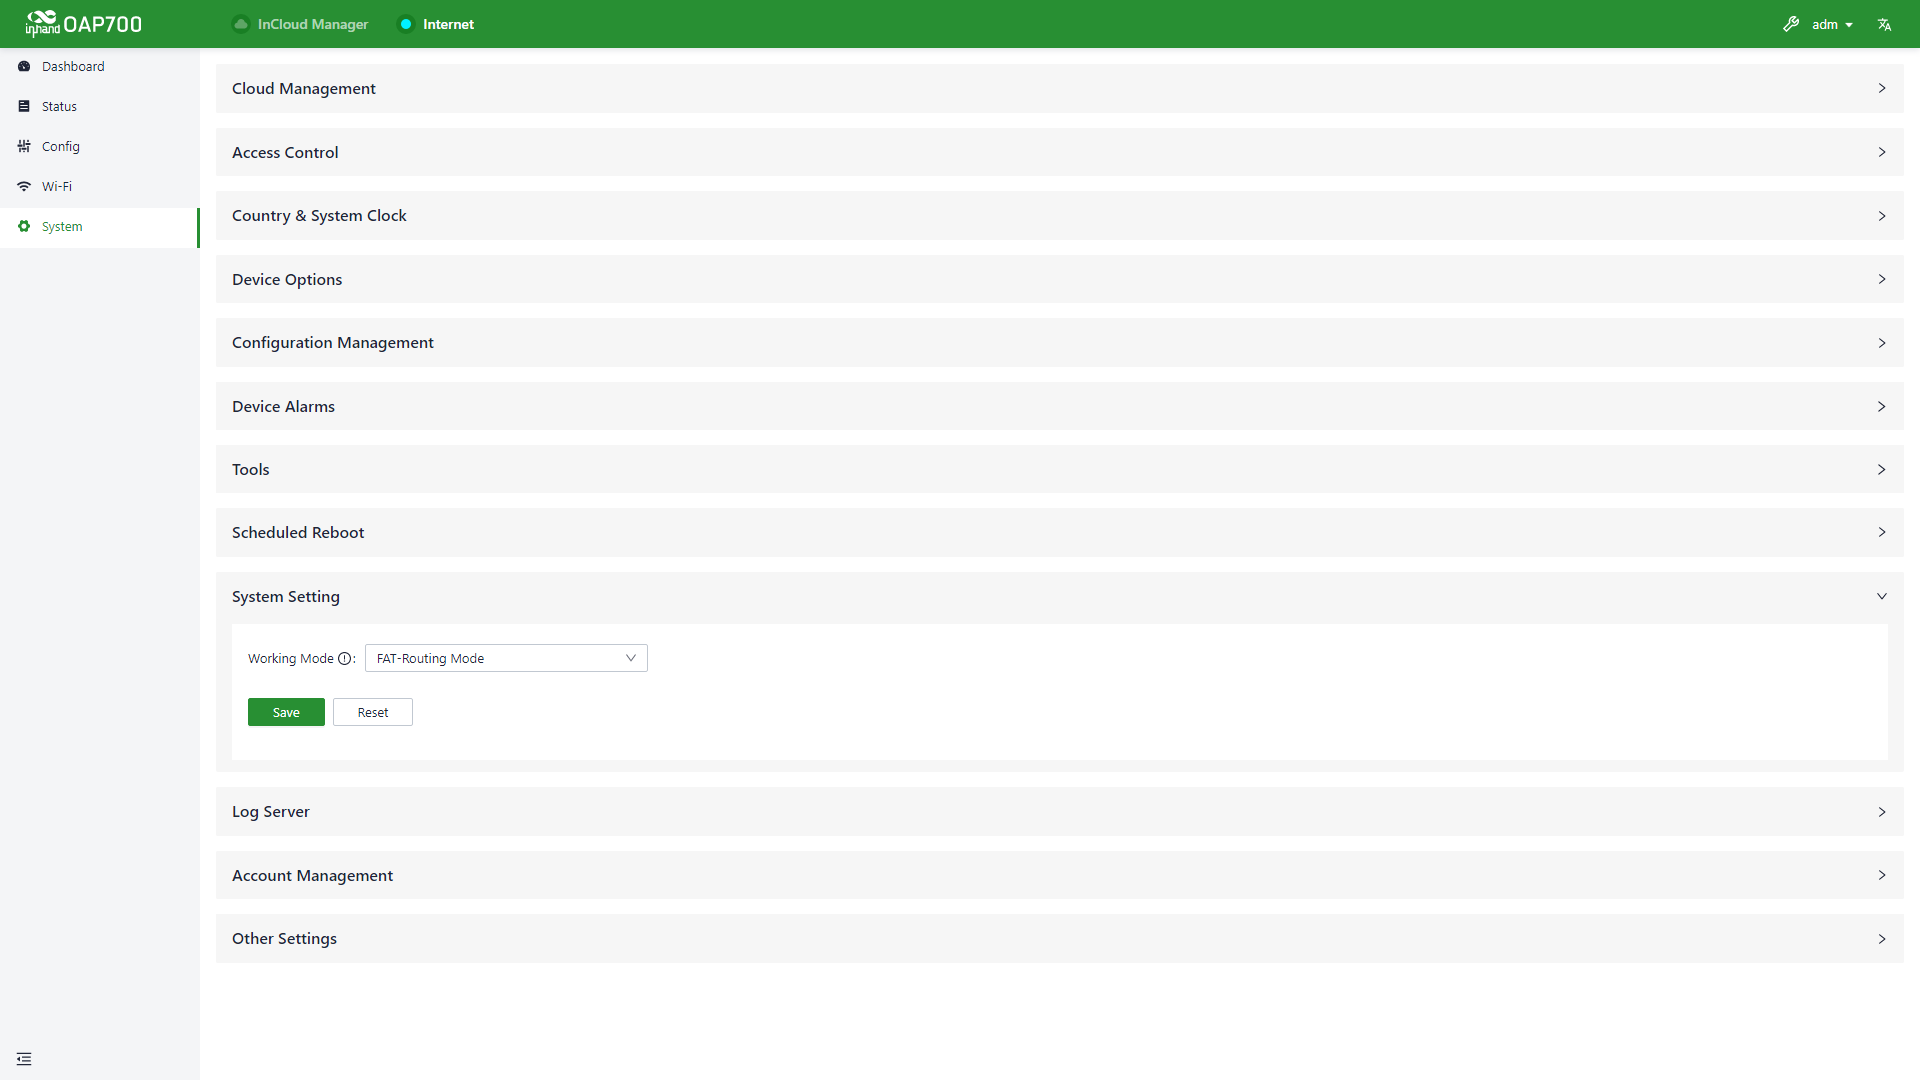 inhand OAP700
InCloud Manager
Internet
adm
Dashboard
Status
Config
Wi-Fi
System
Cloud Management
Access Control
Country & System Clock
Device Options
Configuration Management
Device Alarms
Tools
Scheduled Reboot
System Setting
Working Mode :
FAT-Routing Mode
Save
Reset
Log Server
Account Management
Other Settings